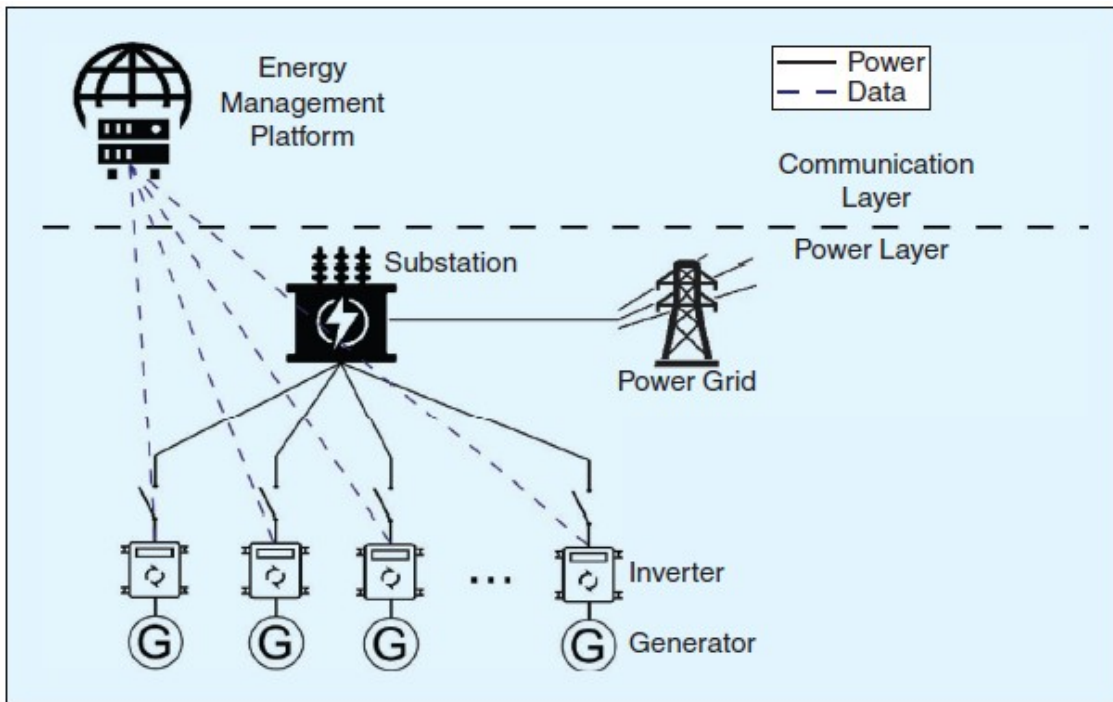 Energy
Management
Platform
Power
Data
Communication
Layer
Power Layer
Substation
Power Grid
...
Inverter
Generator
G
G
G
G